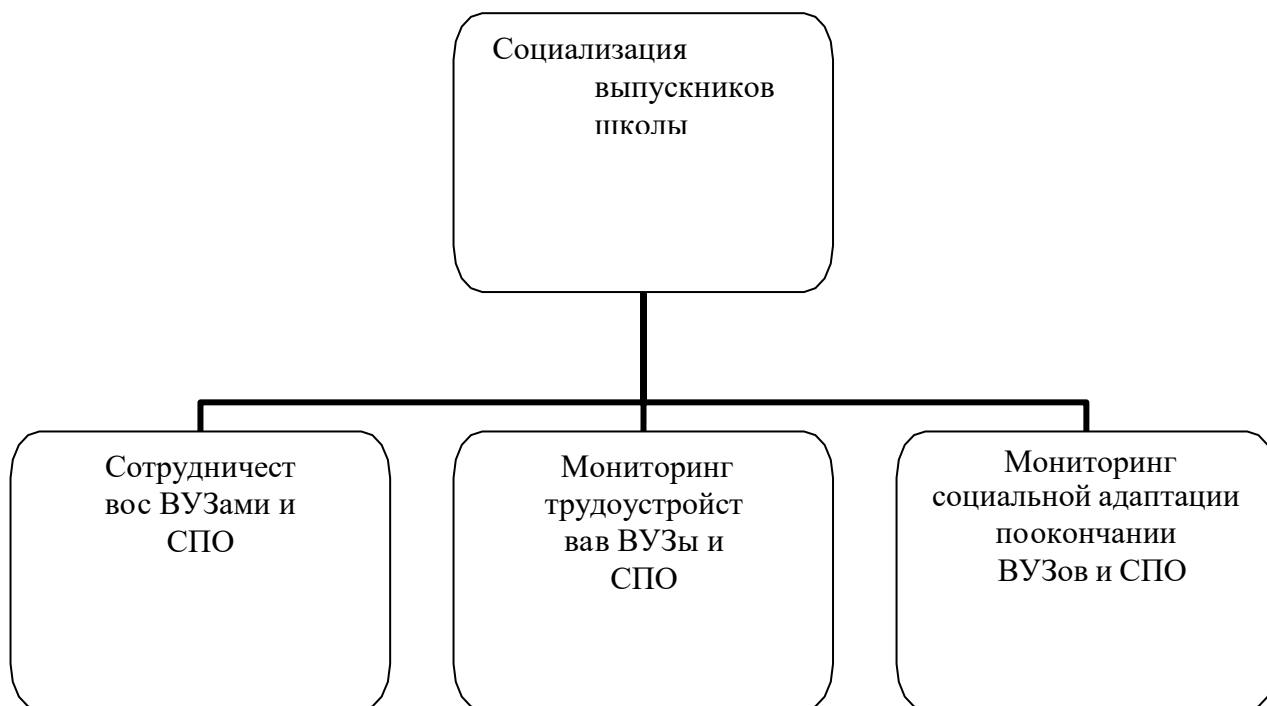 Социализация
выпускников
школы
Сотрудничест
вос ВУЗами и
СПО
Мониторинг
трудоустройст
вав ВУЗы и
СПО
Мониторинг
социальной адаптации
поокончании
ВУЗов и СПО